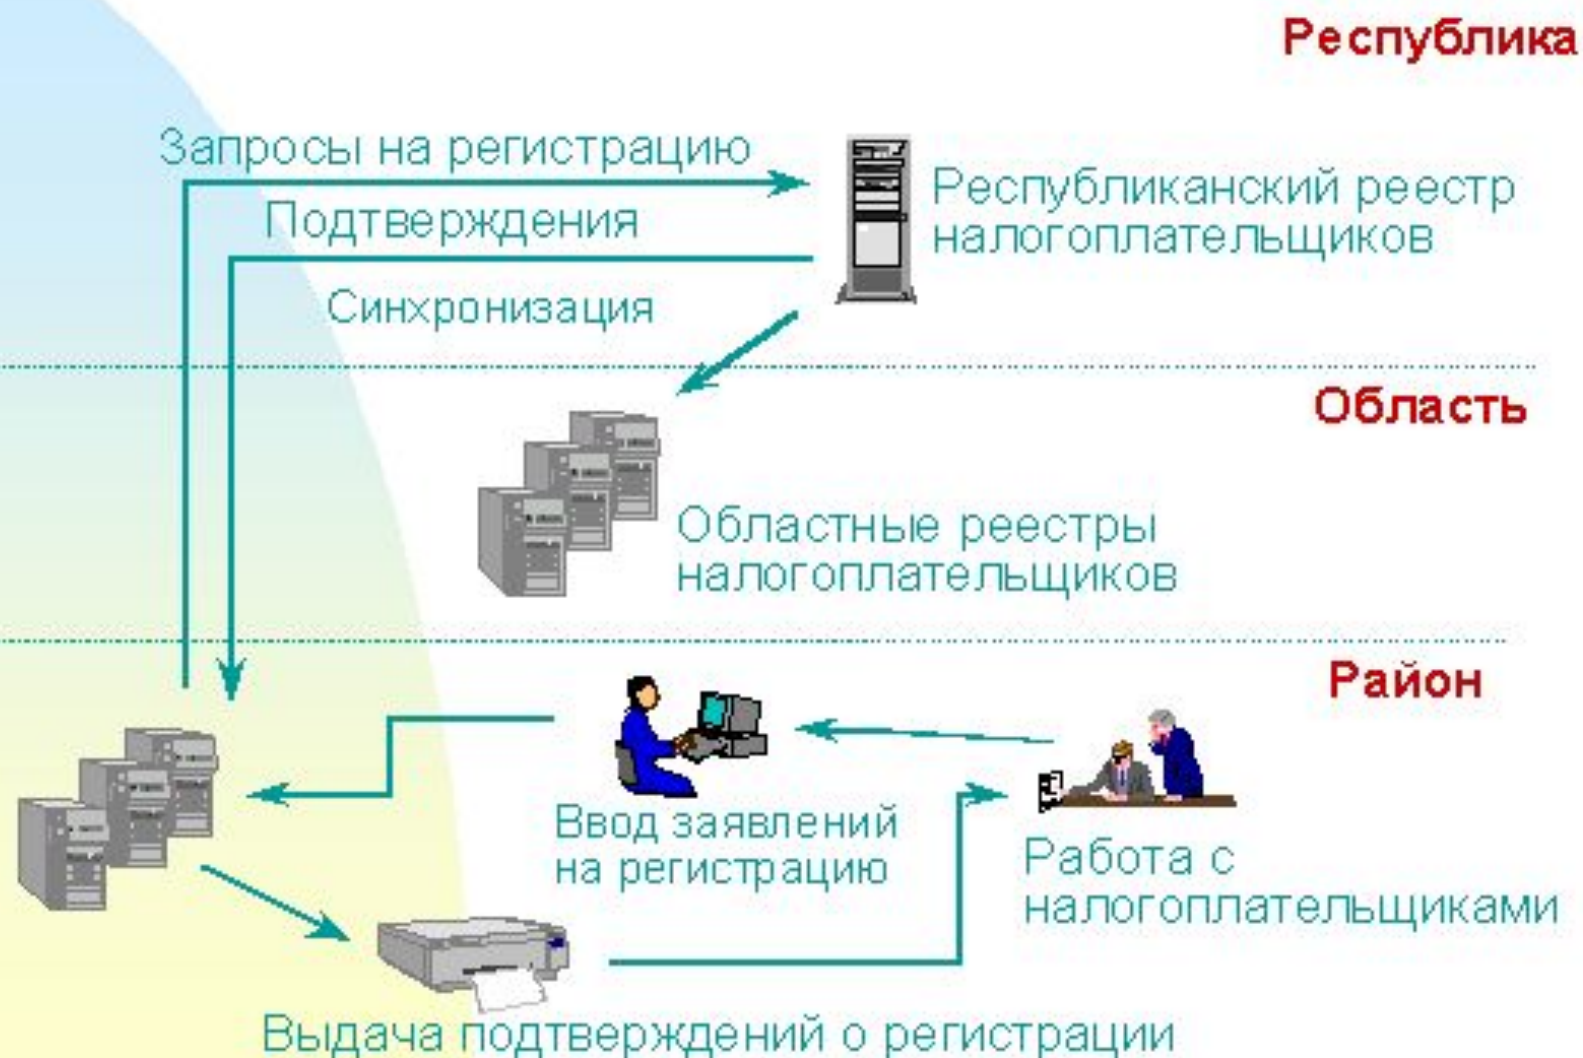 Республика
Запросы на регистрацию
Республиканский реестр
налогоплательщиков
Подтверждения
Синхронизация
Область
Областные реестры
налогоплательщиков
Район
Ввод заявлений
на регистрацию
Работа с
налогоплательщиками
Выдача подтверждений о регистрации